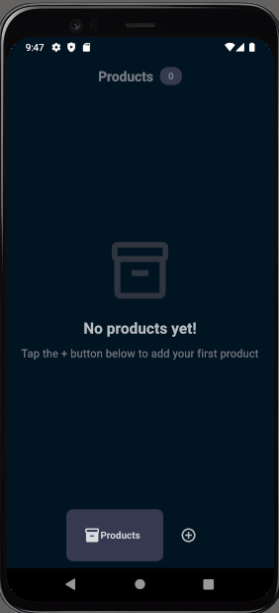 9:47
Products 0
No products yet!
Tap the + button below to add your first product
Products